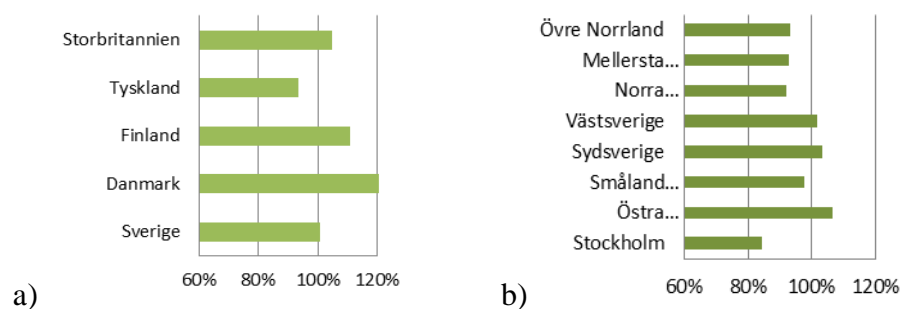 Storbritannien
Tyskland
Finland
Danmark
Sverige
60% 80% 100% 120%
a)
Övre Norrland
Mellersta...
Norra...
Västsverige
Sydsverige
Småland...
Östra...
Stockholm
60% 80% 100% 120%
b)